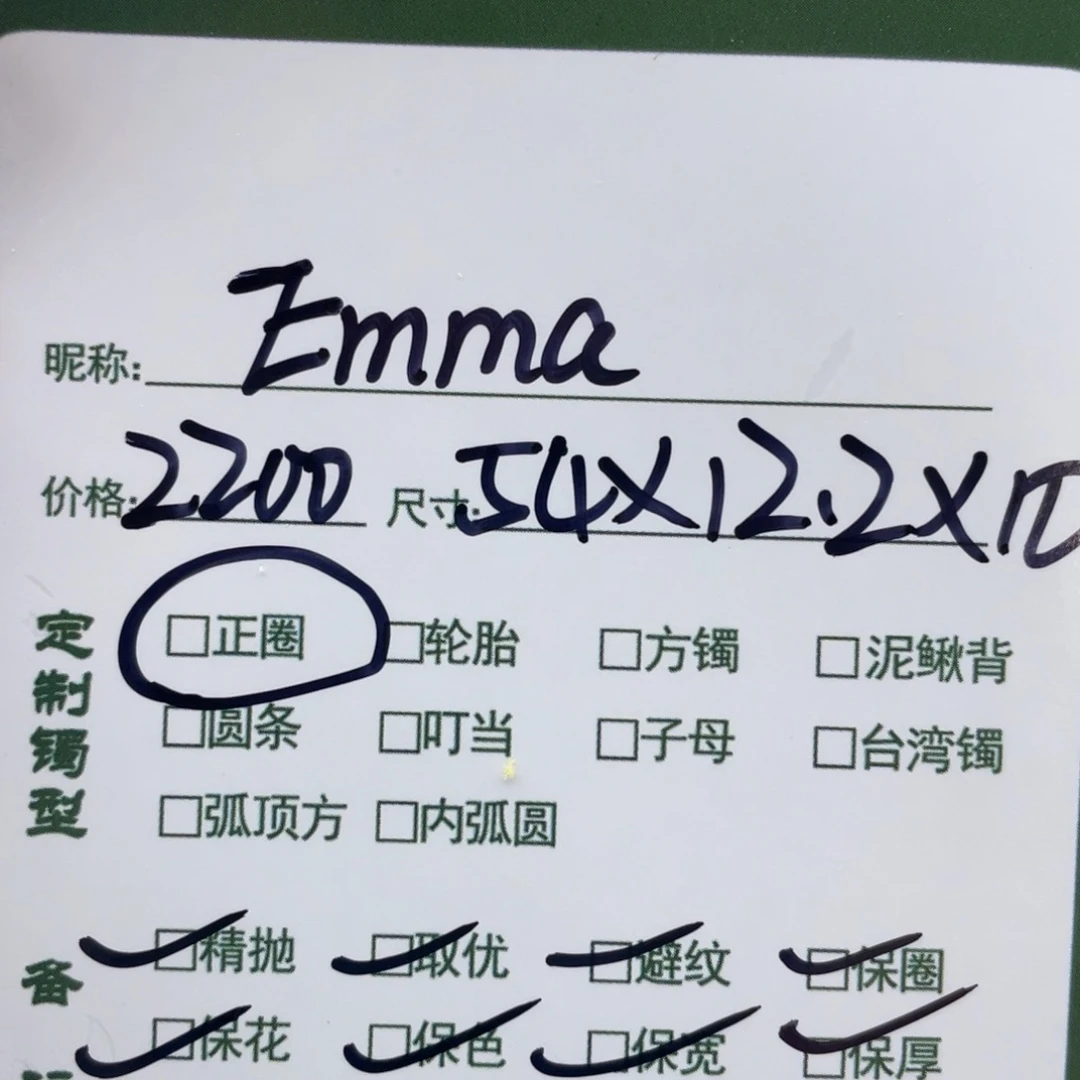 昵称: Emma
价格: 2200 尺寸: 54X12.2X
定制镯型
□正圈 □轮胎 □方镯 □泥鳅背
□圆条 □叮当 □子母 □台湾镯
□弧顶方 □内弧圆
备
□精抛 □取优 □避纹 □保圈
□保花 □保色 □保宽 □保厚